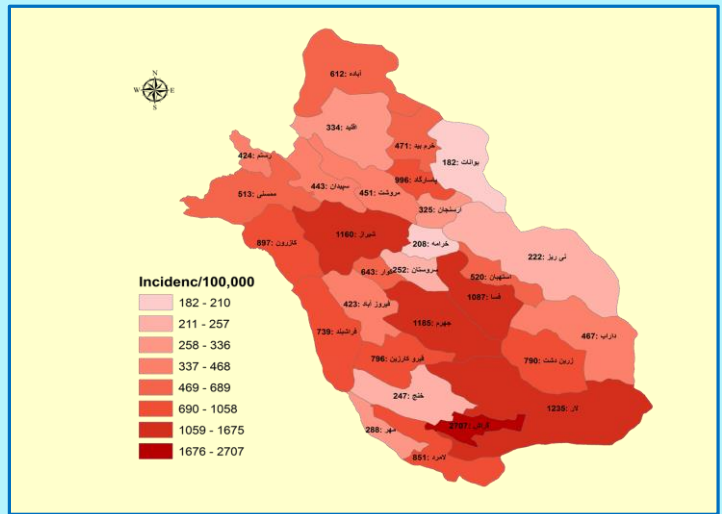 N
W E
S
آباده :612
اقلید :334
خرم بید :471
بوانات :182
رستم :424
پاسارگاد :996
سپیدان :443
ممسنی :513
مرودشت :451
ارسنجان :325
شیراز :1160
خرامه :208
کازرون :897
نی ریز :222
سروستان :252
کوار :643
استهبان :520
فسا :1087
فیروز آباد :423
جهرم :1185
داراب :467
فراشبند :739
قیرو کارزین :796
زرین دشت :790
خنج :247
لار :1235
2707:
مهر :288
لامرد :851
Incidenc/100,000
182 - 210
211 - 257
258 - 336
337 - 468
469 - 689
690 - 1058
1059 - 1675
1676 - 2707